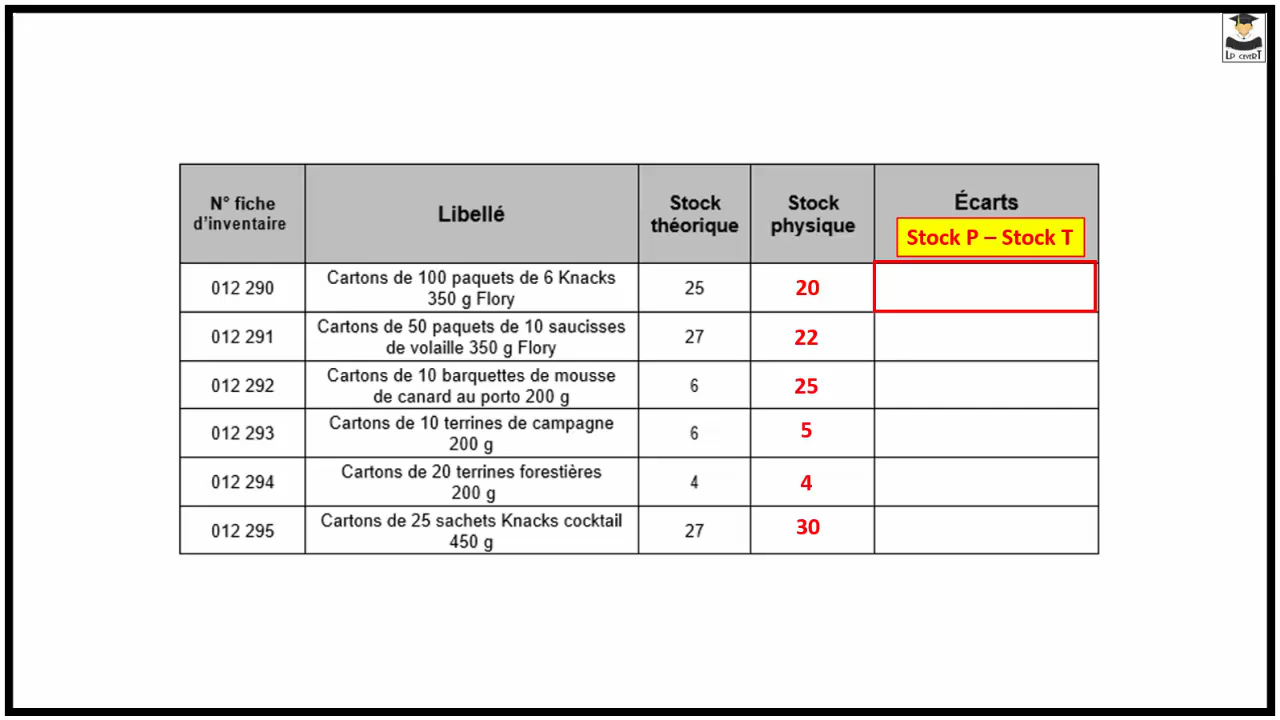 LP CEVERT
N° fiche
d'inventaire
Libellé
Stock
théorique
Stock
physique
Écarts
Stock P – Stock T
012 290
Cartons de 100 paquets de 6 Knacks
350 g Flory
25
20
012 291
Cartons de 50 paquets de 10 saucisses
de volaille 350 g Flory
27
22
012 292
Cartons de 10 barquettes de mousse
de canard au porto 200 g
6
25
012 293
Cartons de 10 terrines de campagne
200 g
6
5
012 294
Cartons de 20 terrines forestières
200 g
4
4
012 295
Cartons de 25 sachets Knacks cocktail
450 g
27
30